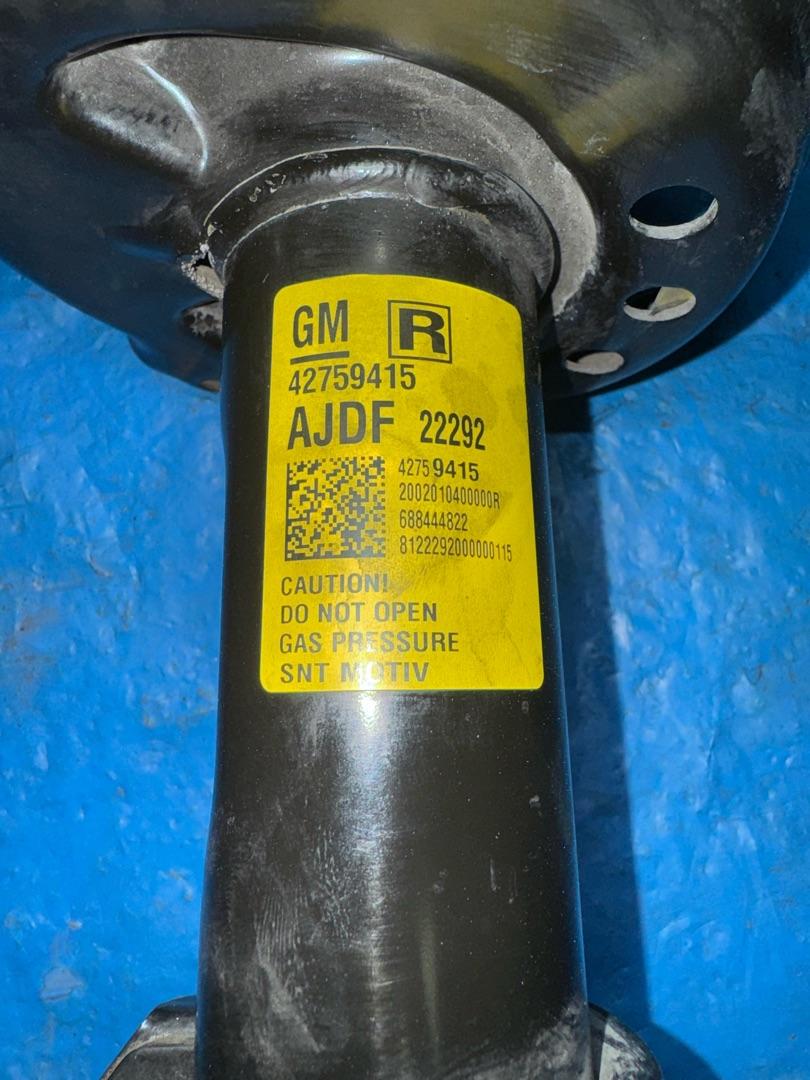 GM R
42759415
AJDF 22292
42759415
2002010400000R
688444822
8122292000000115
CAUTION!
DO NOT OPEN
GAS PRESSURE
SNT MOTIV